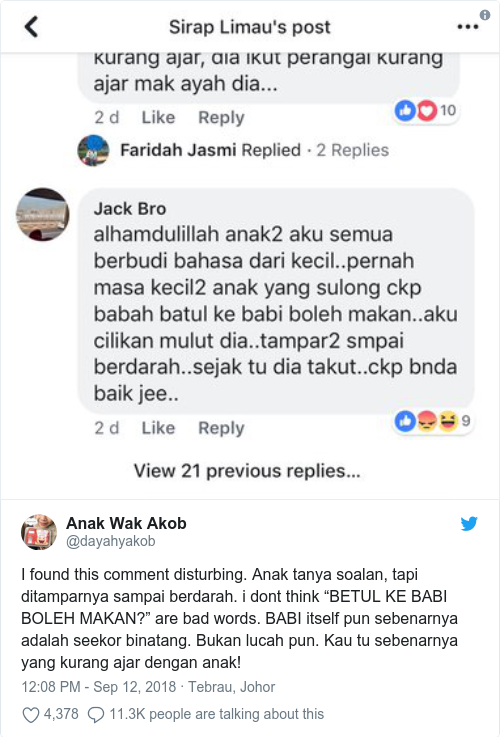 Sirap Limau's post
kurang ajar, dia ikut perangai kurang
ajar mak ayah dia...
2 d Like Reply
10
Faridah Jasmi Replied · 2 Replies
Jack Bro
alhamdulillah anak2 aku semua
berbudi bahasa dari kecil..pernah
masa kecil2 anak yang sulong ckp
babah batul ke babi boleh makan..aku
cilikan mulut dia..tampar2 smpai
berdarah..sejak tu dia takut..ckp bnda
baik jee..
2 d Like Reply
9
View 21 previous replies...
Anak Wak Akob
@dayahyakob
I found this comment disturbing. Anak tanya soalan, tapi
ditamparnya sampai berdarah. i dont think “BETUL KE BABI
BOLEH MAKAN?” are bad words. BABI itself pun sebenarnya
adalah seekor binatang. Bukan lucah pun. Kau tu sebenarnya
yang kurang ajar dengan anak!
12:08 PM - Sep 12, 2018 · Tebrau, Johor
4,378 11.3K people are talking about this